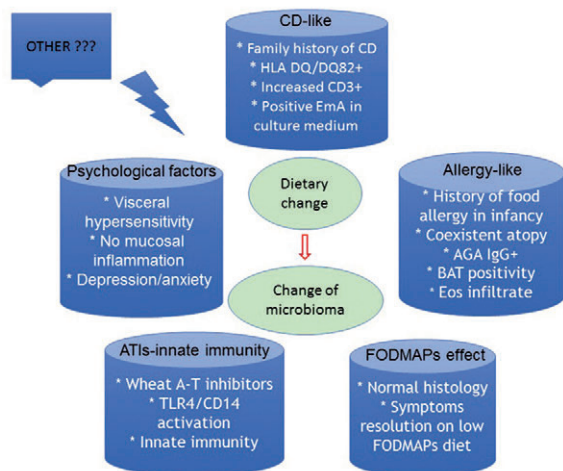 OTHER ???
CD-like
* Family history of CD
* HLA DQ/DQ82+
* Increased CD3+
* Positive EmA in
culture medium
Psychological factors
* Visceral
hypersensitivity
* No mucosal
inflammation
* Depression/anxiety
Dietary
change
Allergy-like
* History of food
allergy in infancy
* Coexistent atopy
* AGA IgG+
* BAT positivity
* Eos infiltrate
Change of
microbioma
ATIs-innate immunity
* Wheat A-T inhibitors
* TLR4/CD14
activation
* Innate immunity
FODMAPs effect
* Normal histology
* Symptoms
resolution on low
FODMAPs diet